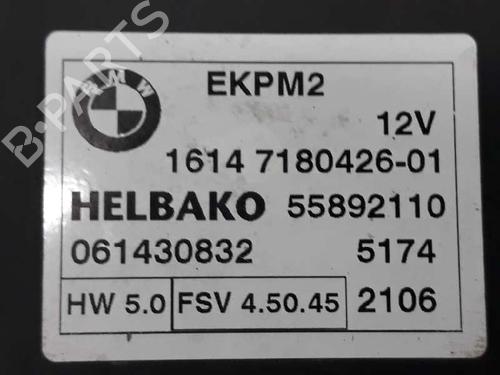 BMW
EKPM2
12V
1614 7180426-01
HELBAKO 55892110
061430832 5174
HW 5.0 FSV 4.50.45 2106
B-PARTS